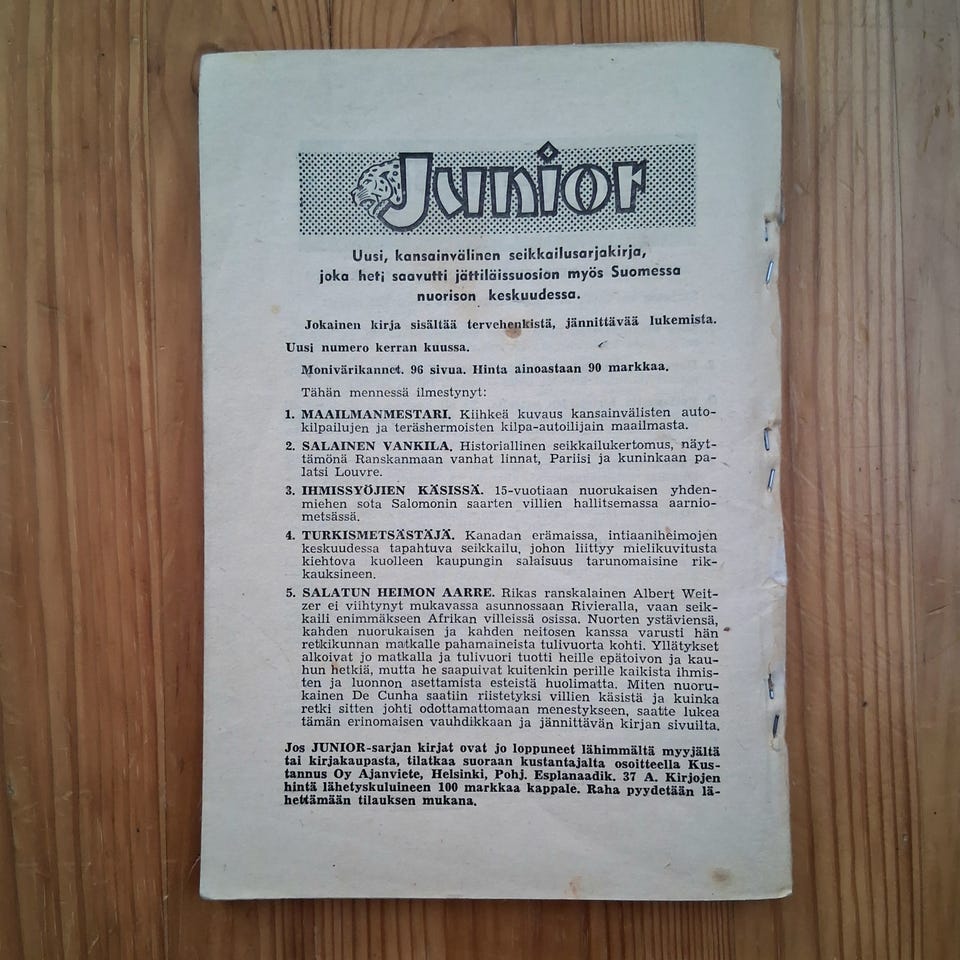 Junior
Uusi, kansainvälinen seikkailusarjakirja,
joka heti saavutti jättiläissuosion myös Suomessa
nuorison keskuudessa.
Jokainen kirja sisältää tervehenkistä, jännittävää lukemista.
Uusi numero kerran kuussa.
Monivärikannet. 96 sivua. Hinta ainoastaan 90 markkaa.
Tähän mennessä ilmestynyt:
1. MAAILMANMESTARI. Kiihkeä kuvaus kansainvälisten auto-
kilpailujen ja teräshermoisten kilpa-autoilijain maailmasta.
2. SALAINEN VANKILA. Historiallinen seikkailukertomus, näyt-
tämönä Ranskanmaan vanhat linnat, Pariisi ja kuninkaan pa-
latsi Louvre.
3. IHMISSYÖJIEN KÄSISSÄ. 15-vuotiaan nuorukaisen yhden-
miehen sota Salomonin saarten villien hallitsemassa aarnio-
metsässä.
4. TURKISMETSÄSTÄJÄ. Kanadan erämaissa, intiaaniheimojen
keskuudessa tapahtuva seikkailu, johon liittyy mielikuvitusta
kiehtova kuolleen kaupungin salaisuus tarunomaisine rik-
kauksineen.
5. SALATUN HEIMON AARRE. Rikas ranskalainen Albert Weit-
zer ei viihtynyt mukavassa asunnossaan Rivieralla, vaan seik-
kaili enimmäkseen Afrikan villeissä osissa. Nuorten ystäviensä,
kahden nuorukaisen ja kahden neitosen kanssa varusti hän
retkikunnan matkalle pahamaineista tulivuorta kohti. Yllätykset
alkoivat jo matkalla ja tulivuori tuotti heille epätoivon ja kau-
hun hetkiä, mutta he saapuivat kuitenkin perille kaikista ihmis-
ten ja luonnon asettamista esteistä huolimatta. Miten nuoru-
kainen De Cunha saatiin riistetyksi villien käsistä ja kuinka
retki sitten johti odottamattomaan menestykseen, saatte lukea
tämän erinomaisen vauhdikkaan ja jännittävän kirjan sivuilta.
Jos JUNIOR-sarjan kirjat ovat jo loppuneet lähimmältä myyjältä
tai kirjakaupasta, tilatkaa suoraan kustantajalta osoitteella Kus-
tannus Oy Ajanviete, Helsinki, Pohj. Esplanaadik. 37 A. Kirjojen
hintä lähetyskuluineen 100 markkaa kappale. Raha pyydetään lä-
hettämään tilauksen mukana.